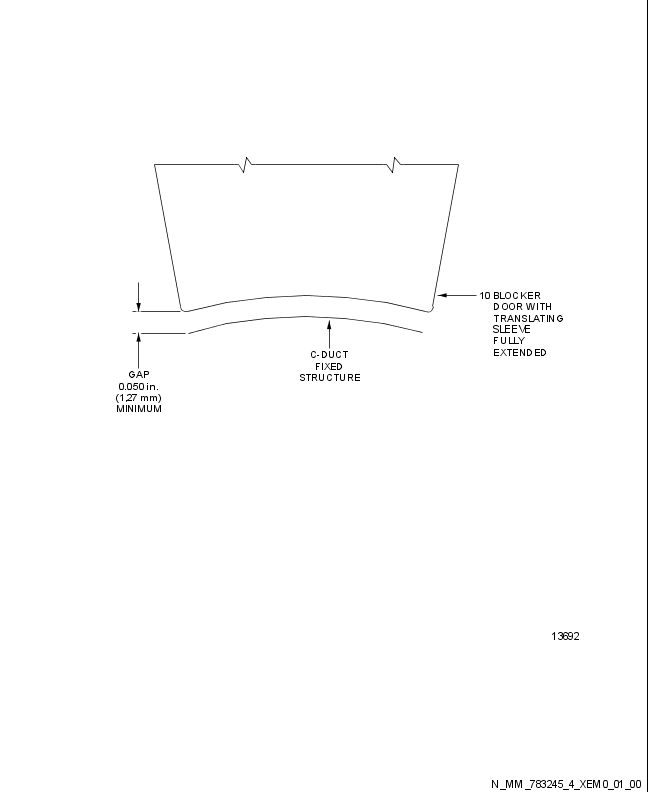 10 BLOCKER
DOOR WITH
TRANSLATING
SLEEVE
FULLY
EXTENDED
C-DUCT
FIXED
STRUCTURE
GAP
0.050 in.
(1,27 mm)
MINIMUM
13692
N_MM_783245_4_XEM0_01_00